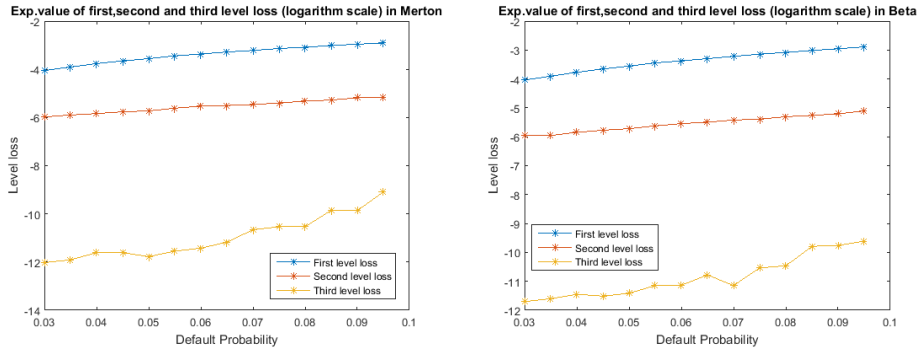 Exp.value of first,second and third level loss (logarithm scale) in Merton
-2
-4
-6
-8
-10
-12
-14
Level loss
First level loss
Second level loss
Third level loss
0.03 0.04 0.05 0.06 0.07 0.08 0.09 0.1
Default Probability
Exp.value of first,second and third level loss (logarithm scale) in Beta
-2
-3
-4
-5
-6
-7
-8
-9
-10
-11
-12
Level loss
First level loss
Second level loss
Third level loss
0.03 0.04 0.05 0.06 0.07 0.08 0.09 0.1
Default Probability